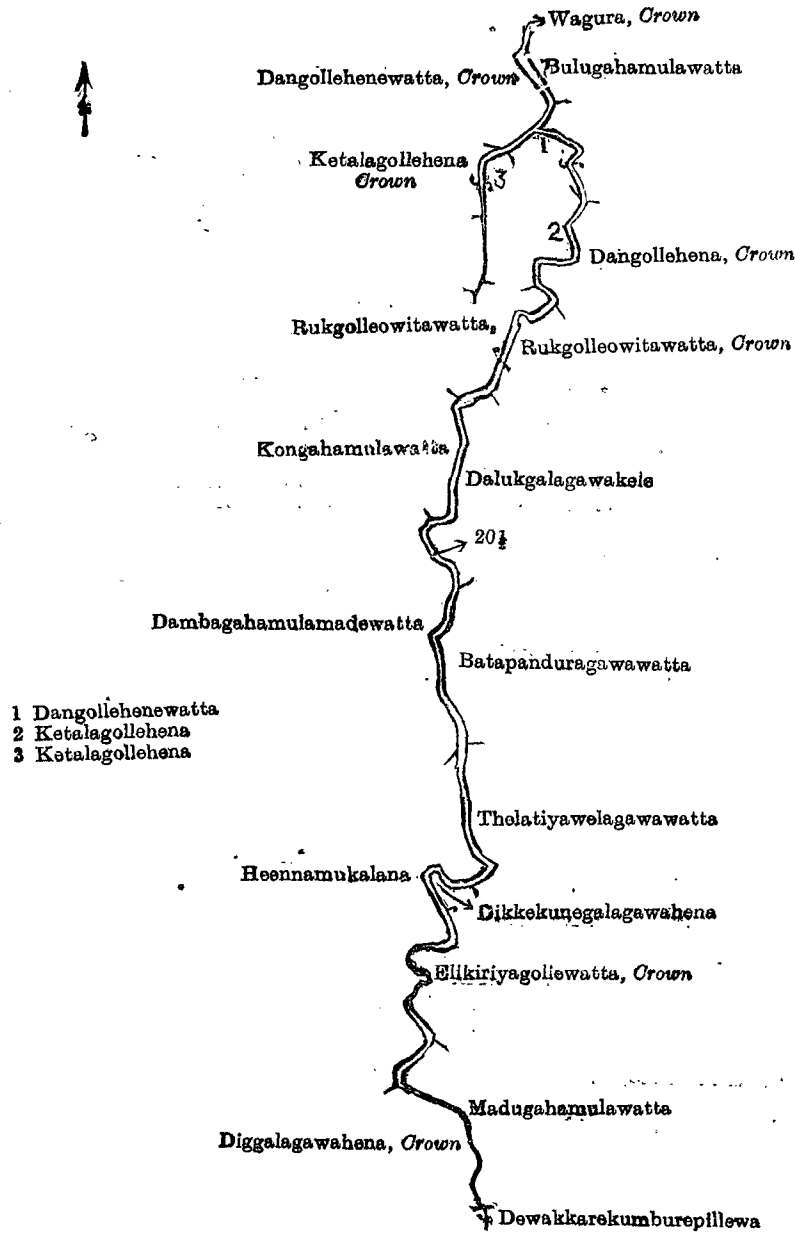 Wagura, Crown
Bulugahamulawatta
Dangollehenewatta, Crown
1
Ketalagollehena
Crown
3
2
Dangollehena, Crown
Rukgolleowitawatta,
Rukgolleowitawatta, Crown
Kongahamulawatta
Dalukgalagawakele
20½
Dambagahamulamadewatta
Batapanduragawawatta
1 Dangollehenewatta
2 Ketalagollehena
3 Ketalagollehena
Thelatiyawelagawawatta
Heennamukalana
Dikkekunegalagawahena
Elikiriyagollewatta, Crown
Madugahamulawatta
Diggalagawahena, Crown
Dewakkarekumburepillewa